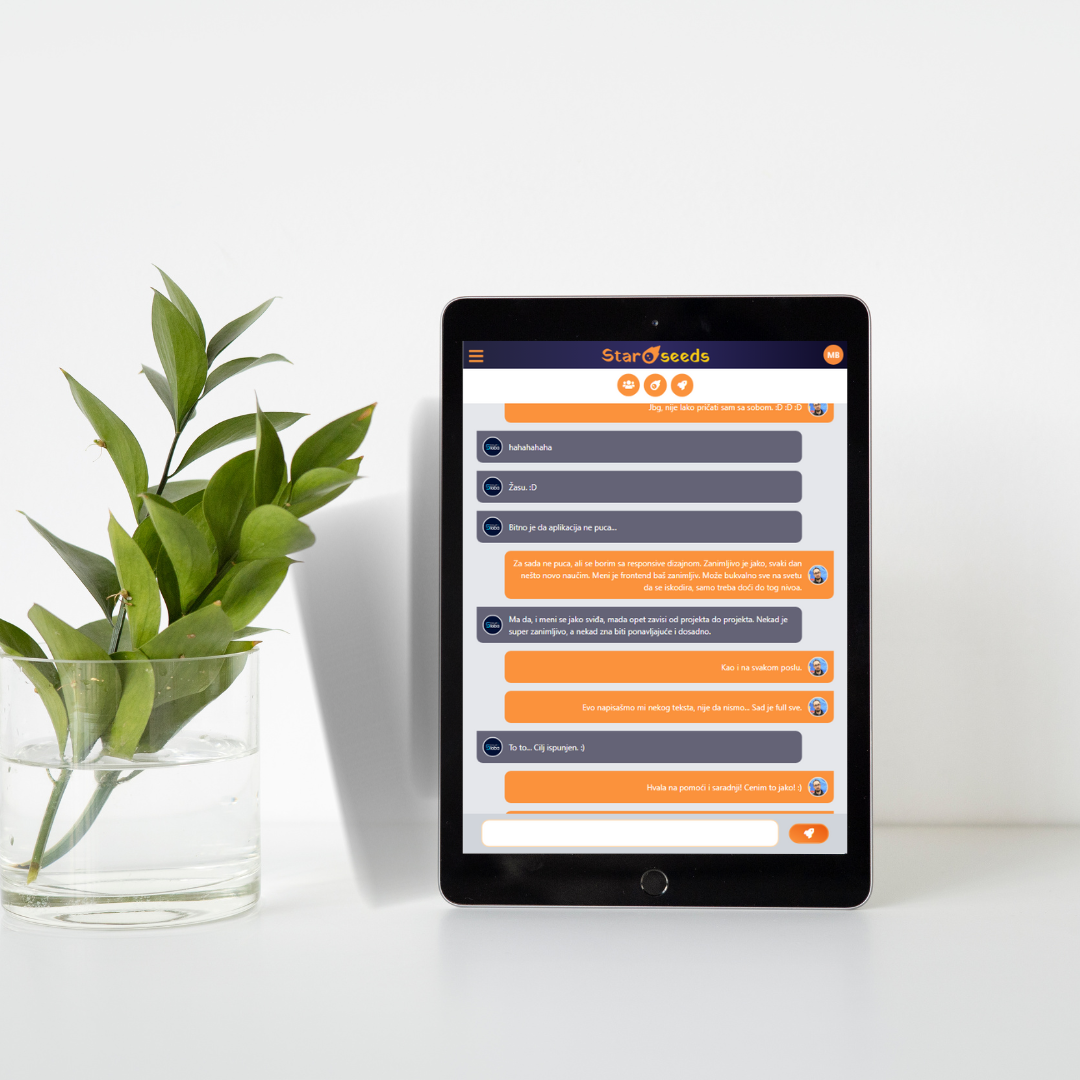 Star seeds
MB
Jbg, nije lako pričati sam sa sobom. :D :D :D
hahahahaha
Žasu. :D
Bitno je da aplikacija ne puca...
Za sada ne puca, ali se borim sa responsive dizajnom. Zanimljivo je jako, svaki dan
nešto novo naučim. Meni je frontend baš zanimljiv. Može bukvalno sve na svetu
da se iskodira, samo treba doći do tog nivoa.
Ma da, i meni se jako sviđa, mada opet zavisi od projekta do projekta. Nekad je
super zanimljivo, a nekad zna biti ponavljajuće i dosadno.
Kao i na svakom poslu.
Evo napisašmo mi nekog teksta, nije da nismo... Sad je full sve.
To to... Cilj ispunjen. :)
Hvala na pomoći i saradnji! Cenim to jako! :)